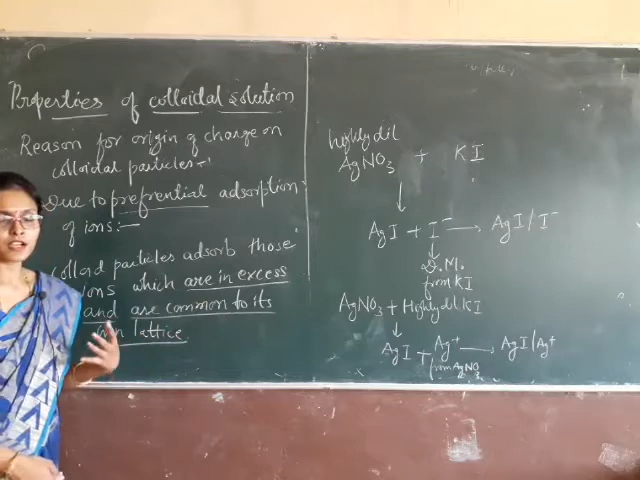 Properties of colloidal solution
Reason for origin of charge on
colloidal particles:-
Due to prefrential adsorption
of ions:-
colloid particles adsorb those
ions which are in excess
and are common to its
own lattice
highly dil
AgNO₃ + KI
↓
AgI + I⁻ → AgI/I⁻
↓
D.M.
from KI
AgNO₃ + Highly dil KI
↓
AgI + Ag⁺ → AgI/Ag⁺
from AgNO₃